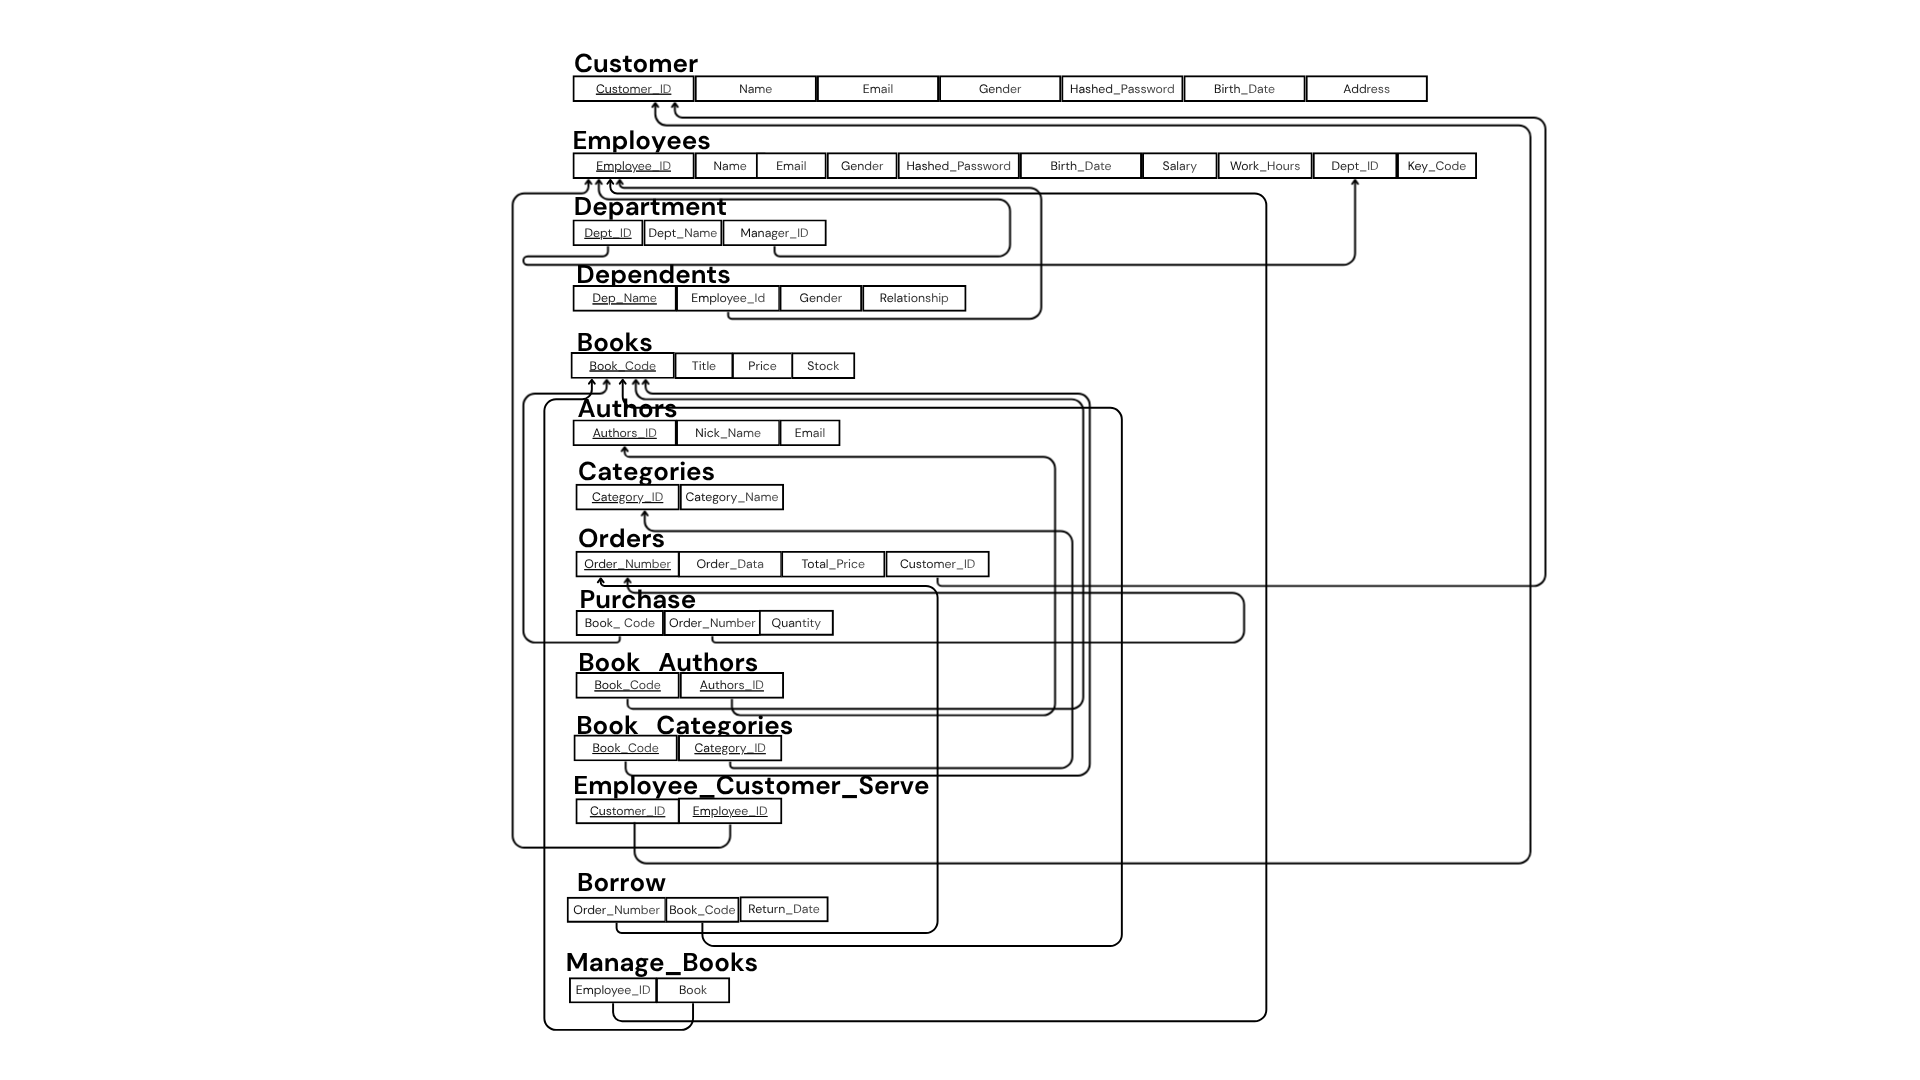 Customer
Customer_ID Name Email Gender Hashed_Password Birth_Date Address
Employees
Employee_ID Name Email Gender Hashed_Password Birth_Date Salary Work_Hours Dept_ID Key_Code
Department
Dept_ID Dept_Name Manager_ID
Dependents
Dep_Name Employee_Id Gender Relationship
Books
Book_Code Title Price Stock
Authors
Authors_ID Nick_Name Email
Categories
Category_ID Category_Name
Orders
Order_Number Order_Data Total_Price Customer_ID
Purchase
Book_ Code Order_Number Quantity
Book_Authors
Book_Code Authors_ID
Book_Categories
Book_Code Category_ID
Employee_Customer_Serve
Customer_ID Employee_ID
Borrow
Order_Number Book_Code Return_Date
Manage_Books
Employee_ID Book